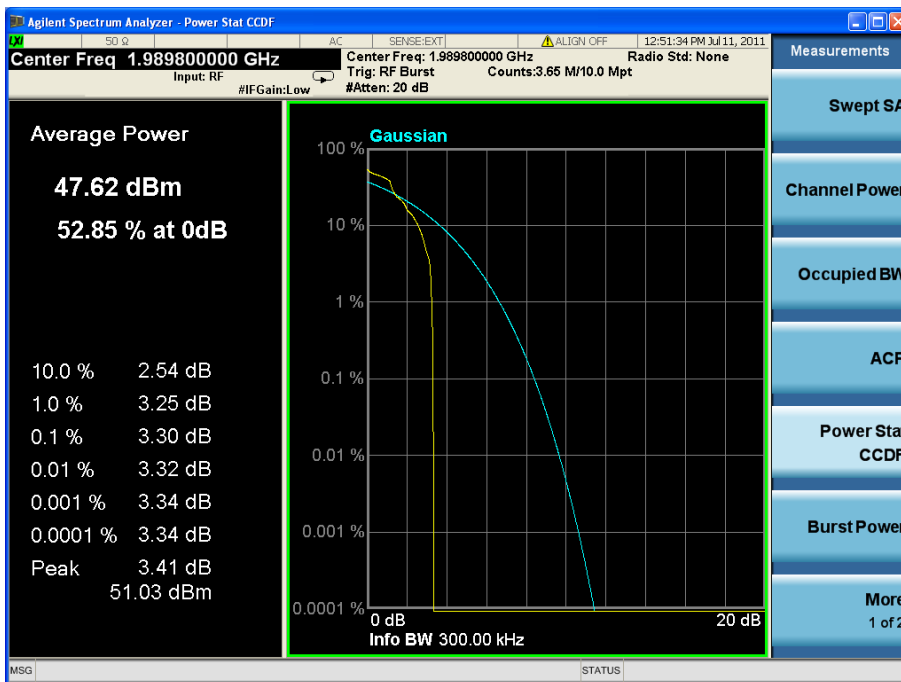 Agilent Spectrum Analyzer - Power Stat CCDF
LXI 50 Ω AC SENSE:EXT ALIGN OFF 12:51:34 PM Jul 11, 2011
Center Freq 1.989800000 GHz
Input: RF
#IFGain:Low
Center Freq: 1.989800000 GHz
Radio Std: None
Trig: RF Burst
Counts:3.65 M/10.0 Mpt
#Atten: 20 dB
Average Power
47.62 dBm
52.85 % at 0dB
10.0 % 2.54 dB
1.0 % 3.25 dB
0.1 % 3.30 dB
0.01 % 3.32 dB
0.001 % 3.34 dB
0.0001 % 3.34 dB
Peak 3.41 dB
51.03 dBm
Gaussian
100 %
10 %
1 %
0.1 %
0.01 %
0.001 %
0.0001 %
0 dB 20 dB
Info BW 300.00 kHz
Measurements
Swept SA
Channel Power
Occupied BW
ACP
Power Sta
CCDF
Burst Power
More
1 of 2
MSG STATUS